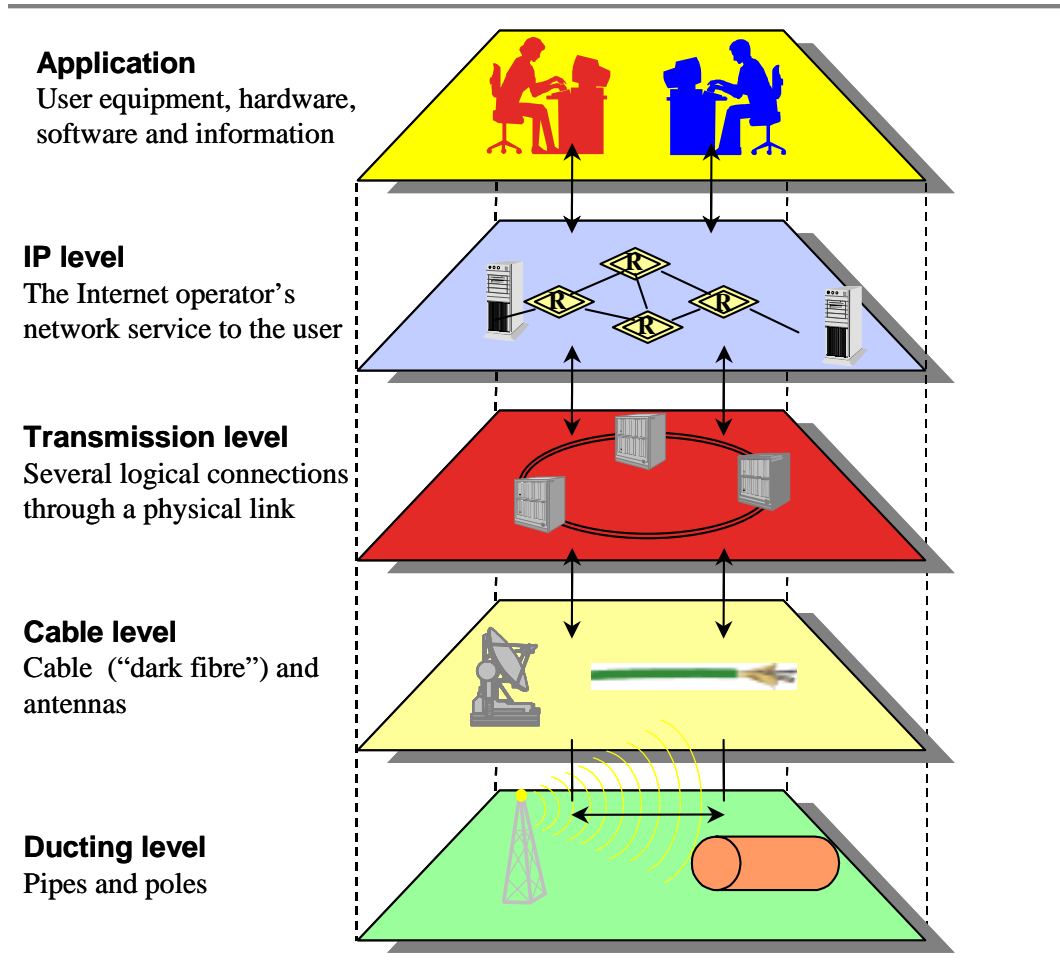 Application
User equipment, hardware,
software and information
IP level
The Internet operator’s
network service to the user
R
R
R
R
Transmission level
Several logical connections
through a physical link
Cable level
Cable (“dark fibre”) and
antennas
Ducting level
Pipes and poles